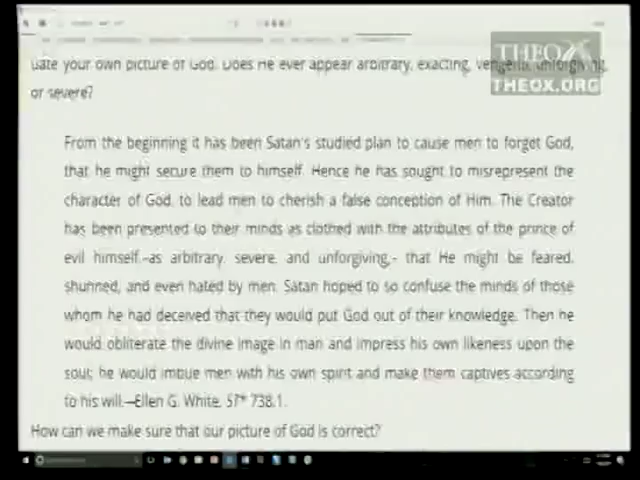 THEOX
THEOX.ORG
uate your own picture of God. Does He ever appear arbitrary, exacting, vengeful, unforgiving,
or severe?
From the beginning it has been Satan's studied plan to cause men to forget God,
that he might secure them to himself. Hence he has sought to misrepresent the
character of God, to lead men to cherish a false conception of Him. The Creator
has been presented to their minds as clothed with the attributes of the prince of
evil himself,-as arbitrary, severe, and unforgiving,- that He might be feared,
shunned, and even hated by men. Satan hoped to so confuse the minds of those
whom he had deceived that they would put God out of their knowledge. Then he
would obliterate the divine image in man and impress his own likeness upon the
soul; he would imbue men with his own spirit and make them captives according
to his will.—Ellen G. White, 5T* 738.1.
How can we make sure that our picture of God is correct?